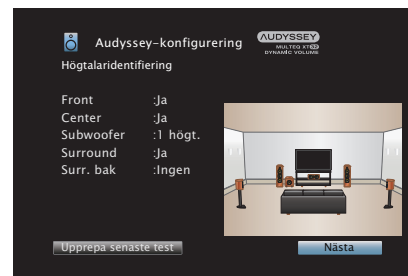 Audyssey-konfigurering
AUDYSSEY
MULTEQ XT32
DYNAMIC VOLUME
Högtalaridentifiering
Front :Ja
Center :Ja
Subwoofer :1 högt.
Surround :Ja
Surr. bak :Ingen
Upprepa senaste test
Nästa